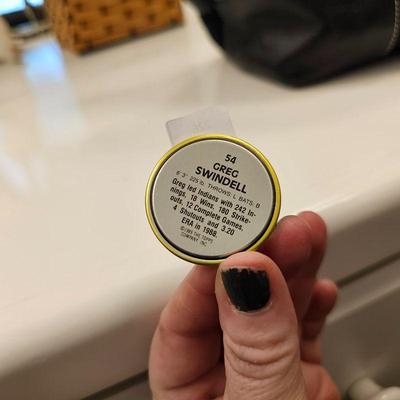 54
GREG
SWINDELL
6' 3" 225 lb. THROWS: L BATS: B
Greg led Indians with 242 In-
nings, 18 Wins, 180 Strike-
outs, 12 Complete Games,
4 Shutouts and 3.20
ERA in 1988.
©1989 THE TOPPS
COMPANY, INC.